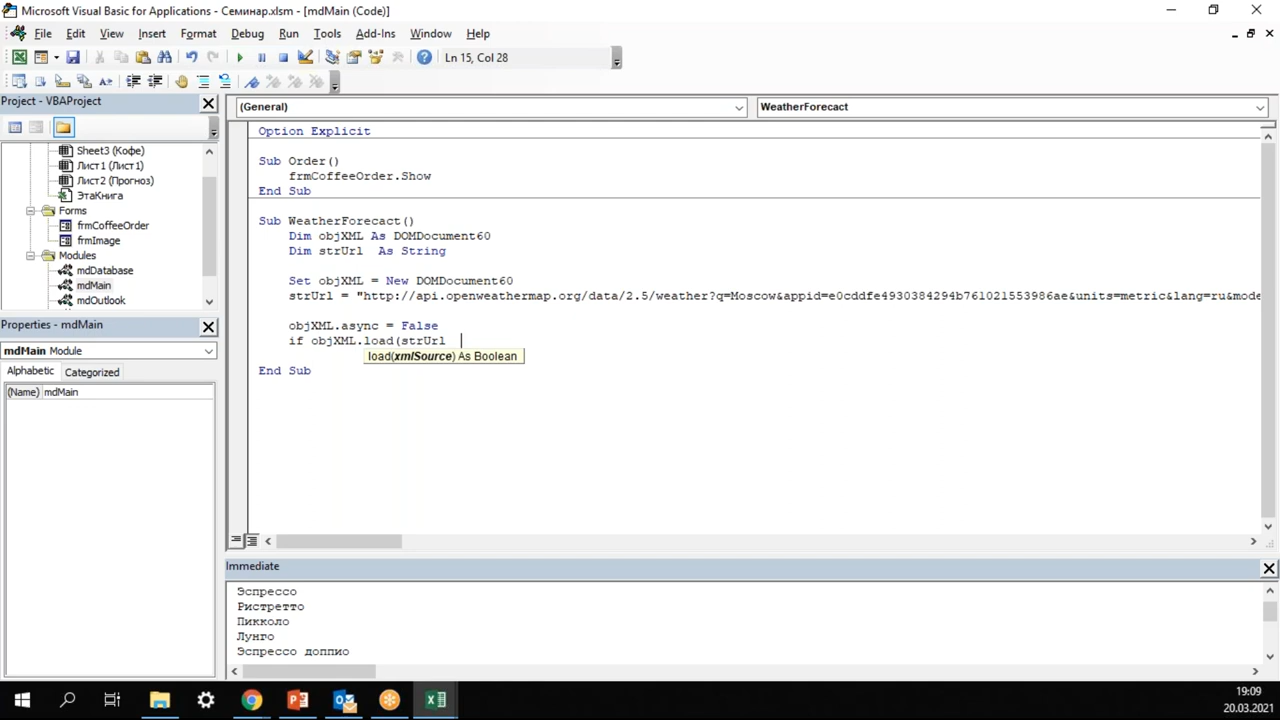 Microsoft Visual Basic for Applications - Семинар.xlsm - [mdMain (Code)]
File Edit View Insert Format Debug Run Tools Add-Ins Window Help
Ln 15, Col 28
Project - VBAProject
Sheet3 (Кофе)
Лист1 (Лист1)
Лист2 (Прогноз)
ЭтаКнига
Forms
frmCoffeeOrder
frmImage
Modules
mdDatabase
mdMain
mdOutlook
Properties - mdMain
mdMain Module
Alphabetic Categorized
(Name) mdMain
(General) WeatherForecact
Option Explicit
Sub Order()
frmCoffeeOrder.Show
End Sub
Sub WeatherForecact()
Dim objXML As DOMDocument60
Dim strUrl As String
Set objXML = New DOMDocument60
strUrl = "http://api.openweathermap.org/data/2.5/weather?q=Moscow&appid=e0cddfe4930384294b761021553986ae&units=metric&lang=ru&mode
objXML.async = False
if objXML.load(strUrl
load(xmlSource) As Boolean
End Sub
Immediate
Эспрессо
Ристретто
Пикколо
Лунго
Эспрессо доппио
19:09
20.03.2021